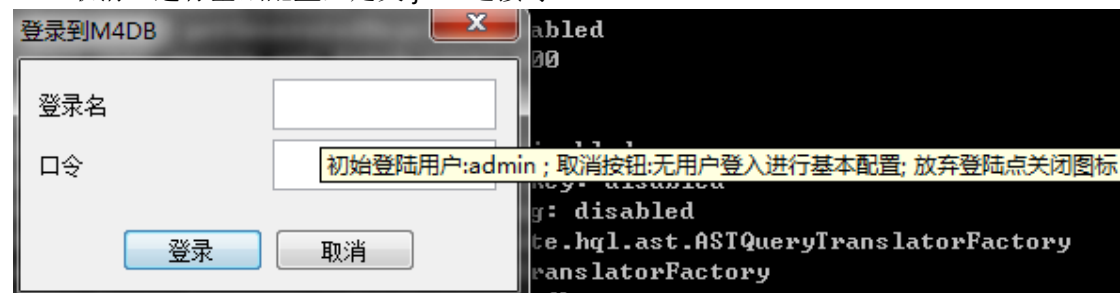 登录到M4DB
abled
00
登录名
口令
初始登陆用户:admin ; 取消按钮:无用户登入进行基本配置; 放弃登陆点关闭图标
key: disabled
g: disabled
登录
取消
te.hql.ast.ASTQueryTranslatorFactory
ranslatorFactory